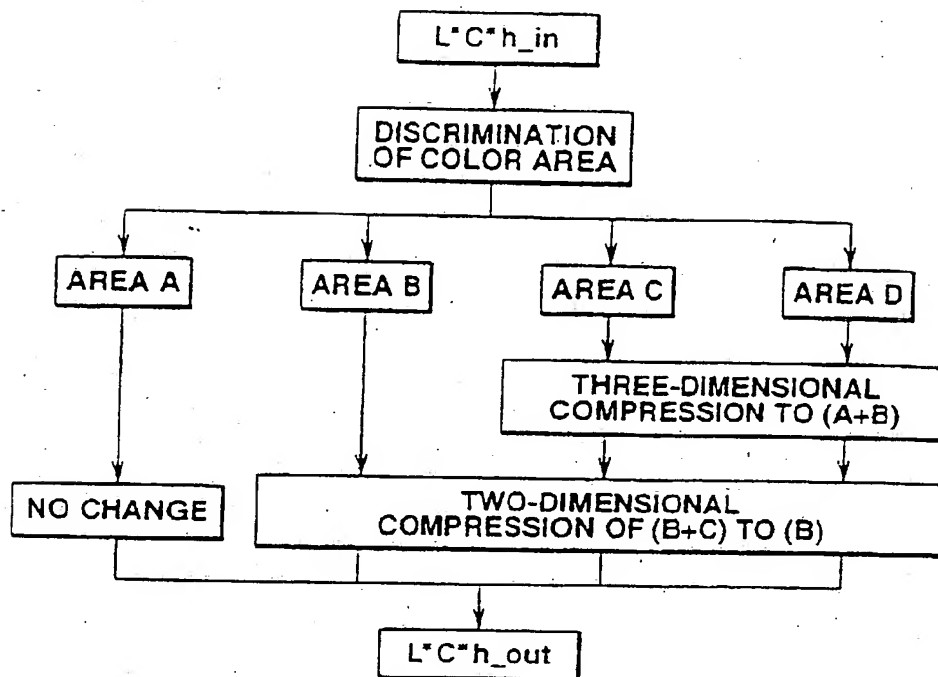 L*C*h_in
DISCRIMINATION
OF COLOR AREA
AREA A
AREA B
AREA C
AREA D
THREE-DIMENSIONAL
COMPRESSION TO (A+B)
NO CHANGE
TWO-DIMENSIONAL
COMPRESSION OF (B+C) TO (B)
L*C*h_out